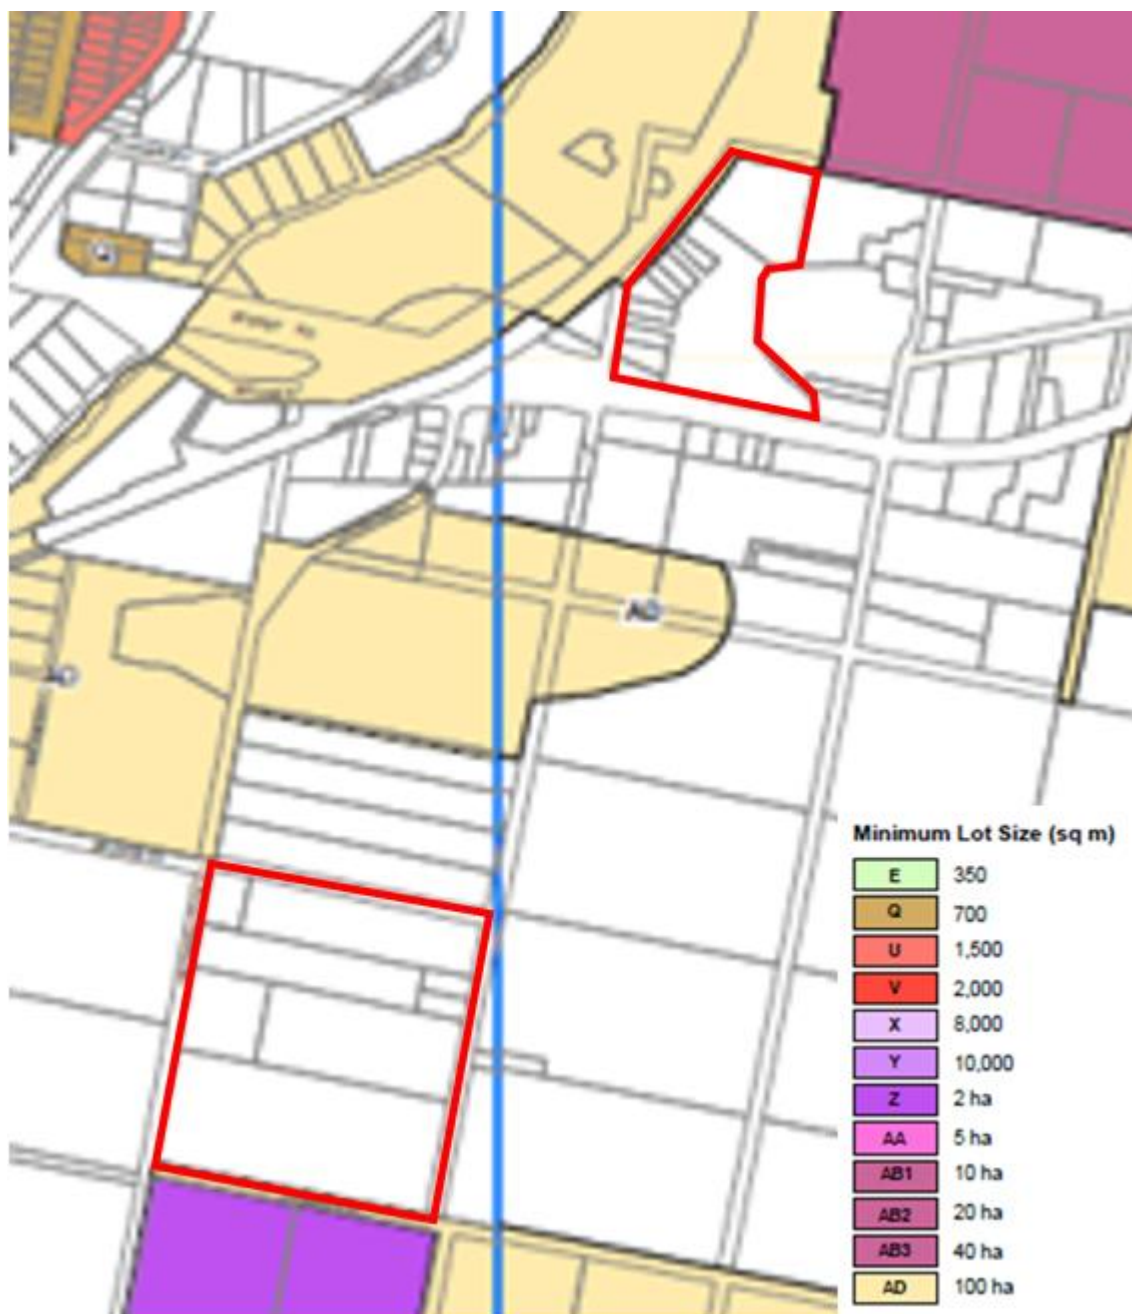 Q
AD
AD
Minimum Lot Size (sq m)
E 350
Q 700
U 1,500
V 2,000
X 8,000
Y 10,000
Z 2 ha
AA 5 ha
AB1 10 ha
AB2 20 ha
AB3 40 ha
AD 100 ha